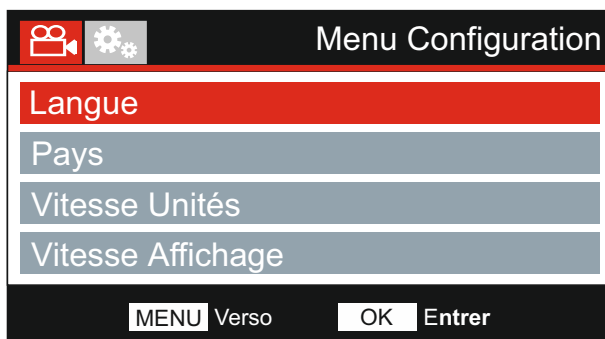 Menu Configuration
Langue
Pays
Vitesse Unités
Vitesse Affichage
MENU Verso OK Entrer